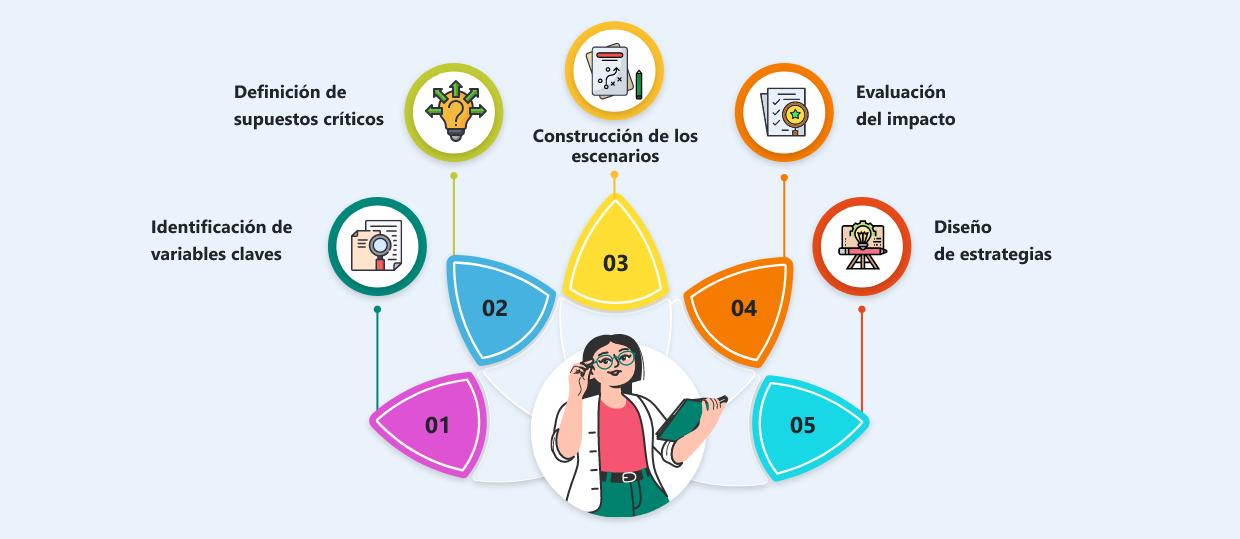 Identificación de
variables claves
01
Definición de
supuestos críticos
02
Construcción de los
escenarios
03
Evaluación
del impacto
04
Diseño
de estrategias
05